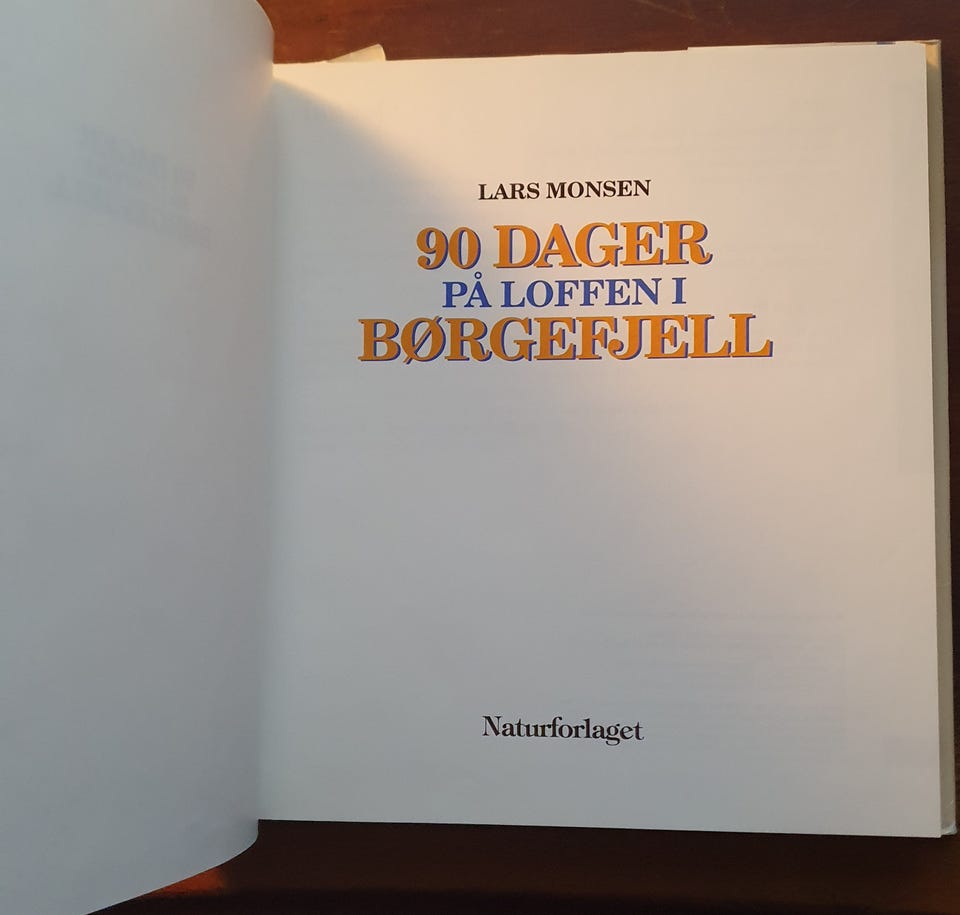 LARS MONSEN
90 DAGER
PÅ LOFFEN I
BØRGEFJELL
Naturforlaget